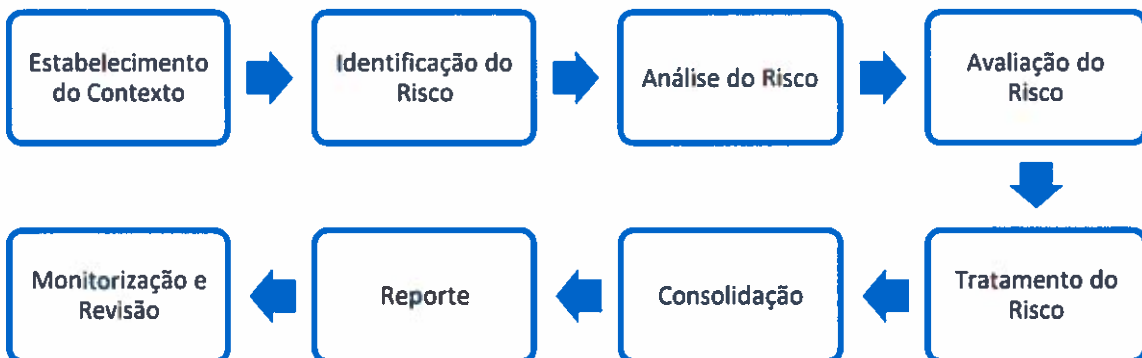 Estabelecimento
do Contexto
Identificação do
Risco
Análise do Risco
Avaliação do
Risco
Tratamento do
Risco
Consolidação
Reporte
Monitorização e
Revisão